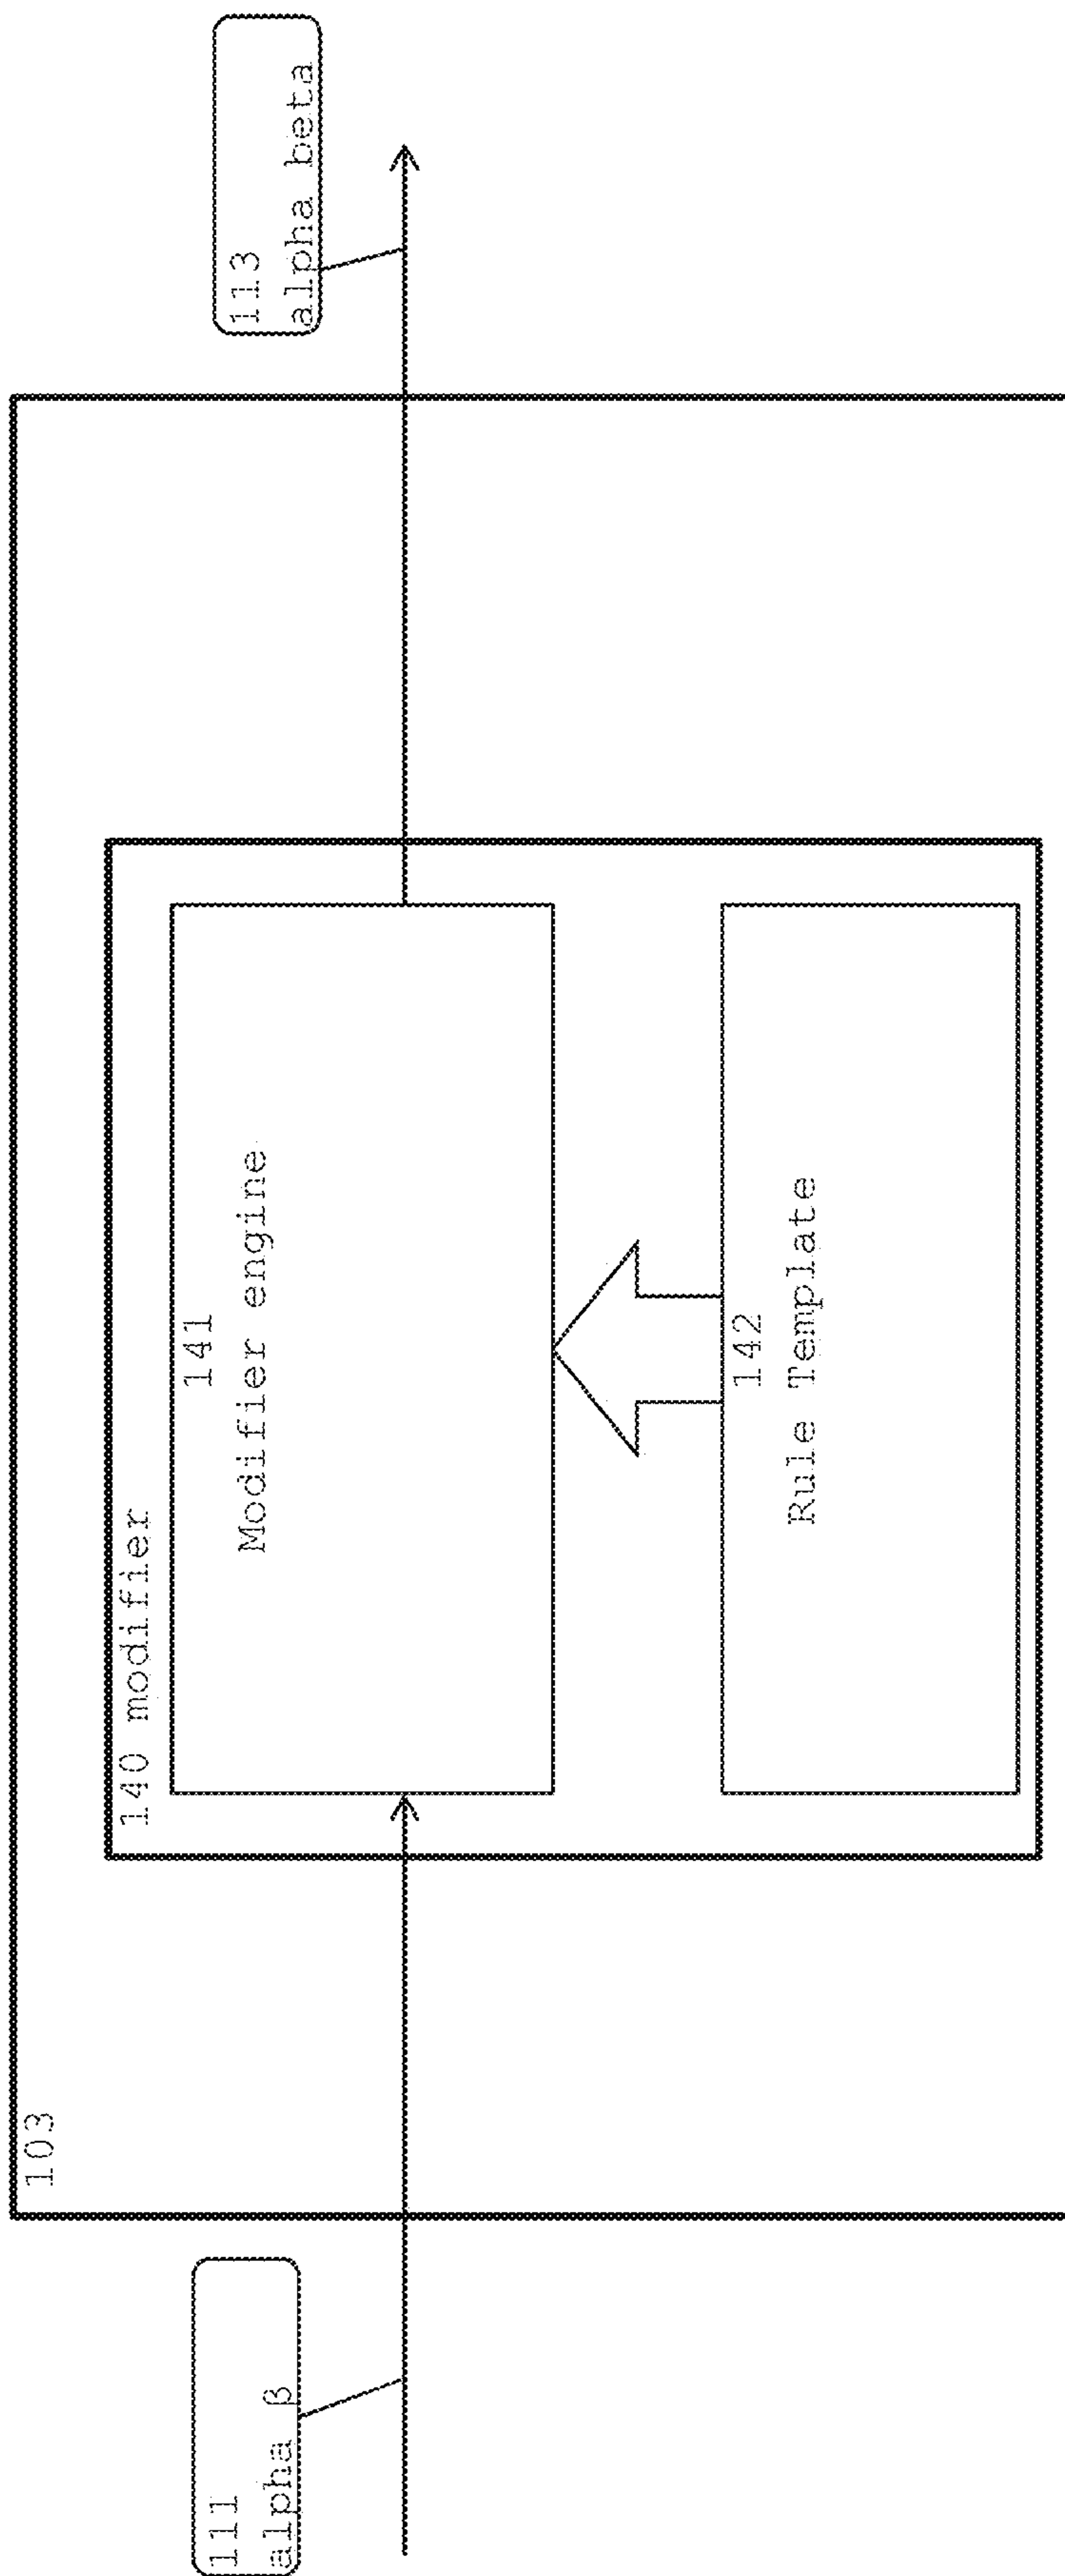 103
140 modifier
111
alpha β
141
Modifier engine
142
Rule Template
113
alpha beta